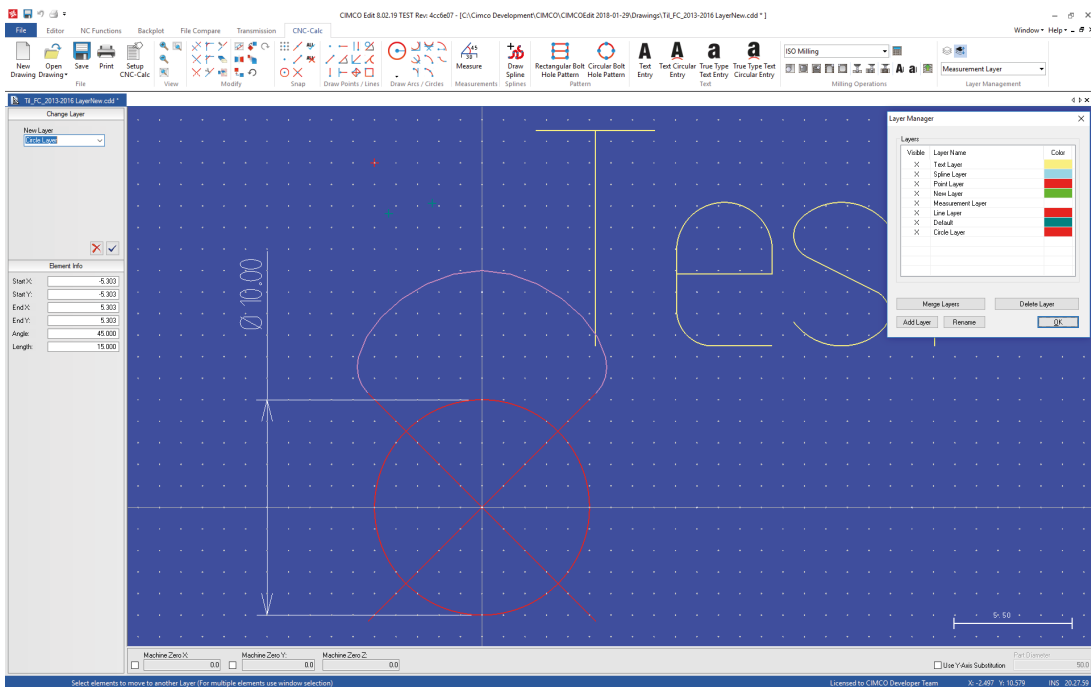 CIMCO Edit 8.02.19 TEST Rev: 4cc6e07 - [C:\Cimco Development\CIMCO\CIMCOEdit 2018-01-29\Drawings\Til_FC_2013-2016 LayerNew.cdd * ]
File Editor NC Functions Backplot File Compare Transmission CNC-Calc Window Help
New Drawing Open Drawing Save Print Setup CNC-Calc
Measure
45
30
Draw Spline
Rectangular Bolt Hole Pattern Circular Bolt Hole Pattern
Text Entry Text Circular Entry True Type Text Entry True Type Text Circular Entry
ISO Milling
Measurement Layer
File View Modify Snap Draw Points / Lines Draw Arcs / Circles Measurements Splines Pattern Text Milling Operations Layer Management
Til_FC_2013-2016 LayerNew.cdd *
Change Layer
New Layer
Circle Layer
Element Info
Start X: -5.303
Start Y: -5.303
End X: 5.303
End Y: 5.303
Angle: 45.000
Length: 15.000
Ø 10.00
Tes
5.50
Layer Manager
Layers
Visible Layer Name Color
X Text Layer
X Spline Layer
X Point Layer
X New Layer
X Measurement Layer
X Line Layer
X Default
X Circle Layer
Merge Layers Delete Layer
Add Layer Rename OK
Machine Zero X: Machine Zero Y: Machine Zero Z: Part Diameter
0.0 0.0 0.0 Use Y-Axis Substitution 50.0
Select elements to move to another Layer (For multiple elements use window selection) Licensed to CIMCO Developer Team X: -2.497 Y: 10.579 INS 20.27.59